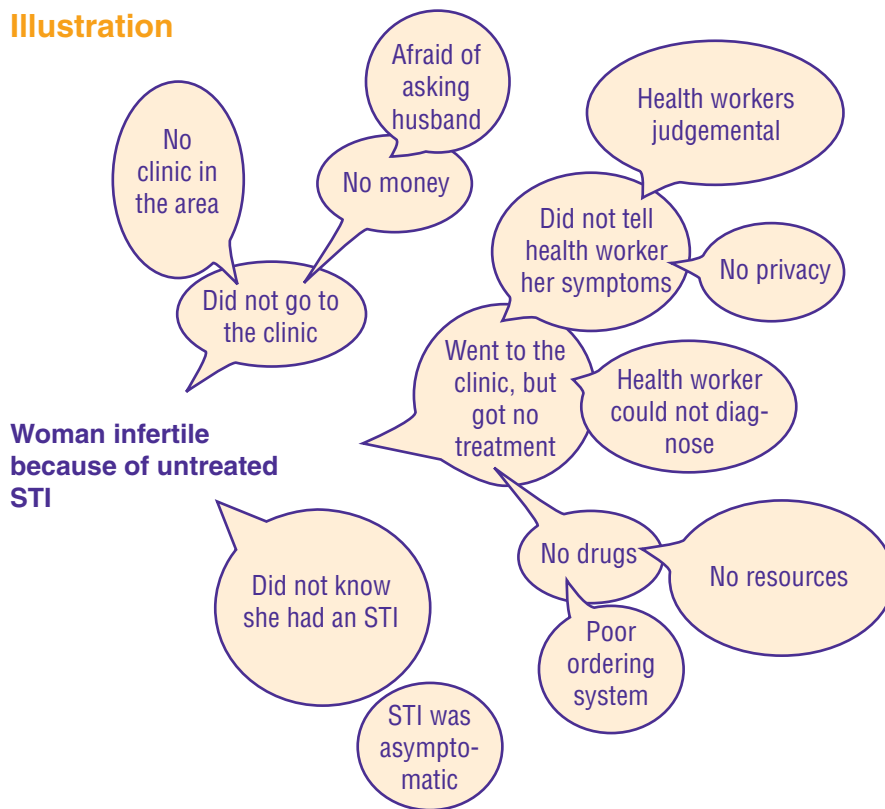 Illustration
Afraid of
asking
husband
Health workers
judgemental
No
clinic in
the area
No money
Did not tell
health worker
her symptoms
No privacy
Did not go to
the clinic
Went to the
clinic, but
got no
treatment
Health worker
could not diag-
nose
Woman infertile
because of untreated
STI
No drugs
No resources
Did not know
she had an STI
Poor
ordering
system
STI was
asympto-
matic